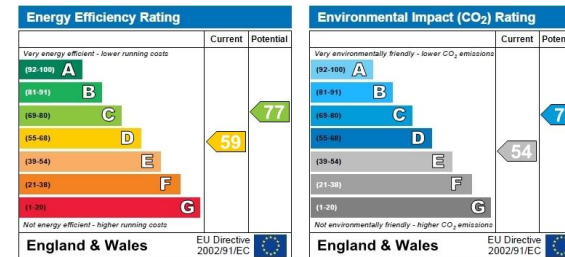 Energy Efficiency Rating
Current Potential
Very energy efficient - lower running costs
(92-100) A
(81-91) B
(69-80) C
(55-68) D
(39-54) E
(21-38) F
(1-20) G
59
77
Not energy efficient - higher running costs
England & Wales
EU Directive
2002/91/EC
Environmental Impact (CO₂) Rating
Current Poten
Very environmentally friendly - lower CO₂ emissions
(92-100) A
(81-91) B
(69-80) C
(55-68) D
(39-54) E
(21-38) F
(1-20) G
54
7
Not environmentally friendly - higher CO₂ emissions
England & Wales
EU Directive
2002/91/EC